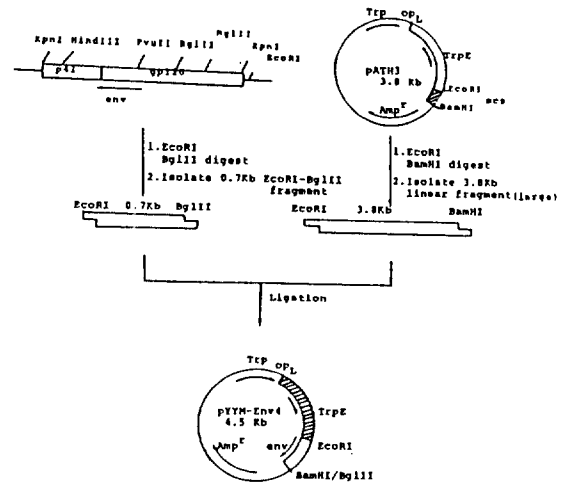 KpnI HindIII PvuII BglII BglII KpnI EcoRI
p41 gp120
env
Trp opL
TrpE
pATH3
3.8 Kb
EcoRI
mcs
BamHI
Ampr
1.EcoRI
BglII digest
2.Isolate 0.7Kb EcoRI-BglII
fragment
1.EcoRI
BamHI digest
2.Isolate 3.8Kb
linear fragment(large)
EcoRI 0.7Kb BglII
EcoRI 3.8Kb BamHI
Ligation
Trp opL
pYYM-Env4
4.5 Kb
TrpE
Ampr env
EcoRI
BamHI/BglII